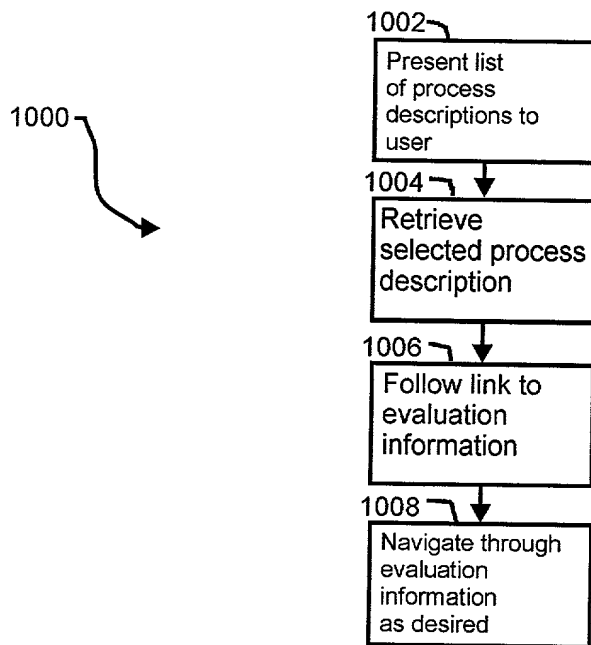 1002
Present list
of process
descriptions to
user
1000
1004
Retrieve
selected process
description
1006
Follow link to
evaluation
information
1008
Navigate through
evaluation
information
as desired